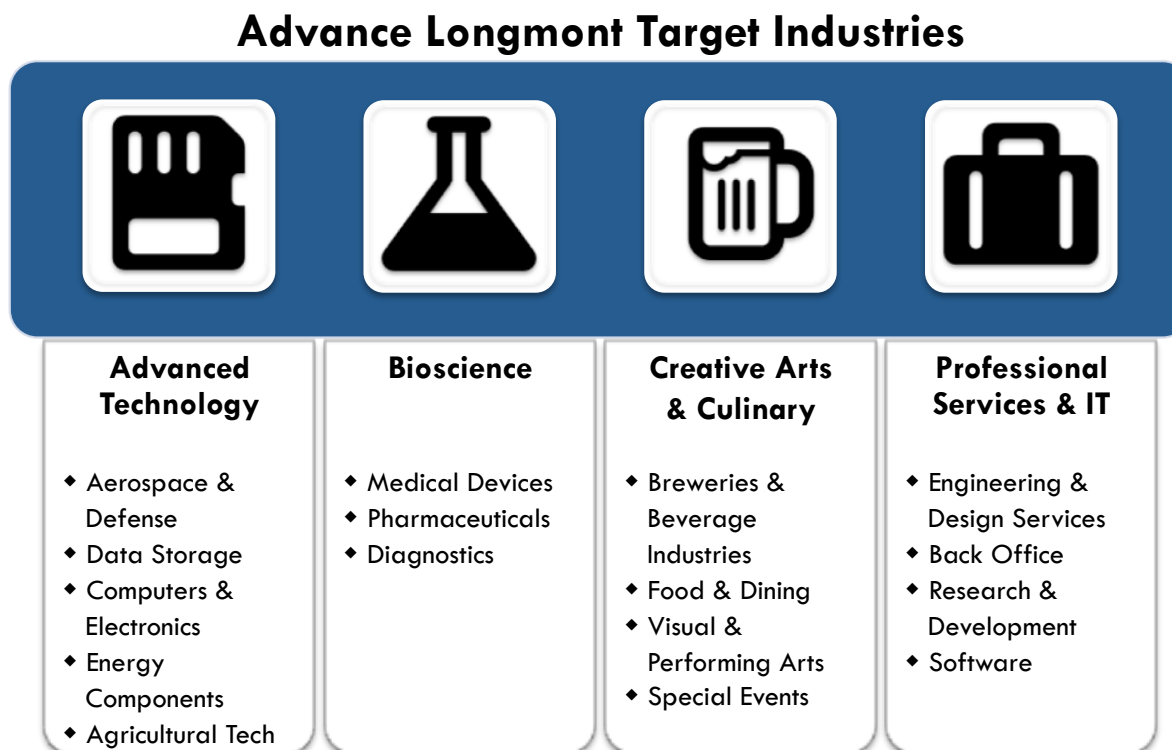 Advance Longmont Target Industries
Advanced
Technology
◆ Aerospace &
Defense
◆ Data Storage
◆ Computers &
Electronics
◆ Energy
Components
◆ Agricultural Tech
Bioscience
◆ Medical Devices
◆ Pharmaceuticals
◆ Diagnostics
Creative Arts
& Culinary
◆ Breweries &
Beverage
Industries
◆ Food & Dining
◆ Visual &
Performing Arts
◆ Special Events
Professional
Services & IT
◆ Engineering &
Design Services
◆ Back Office
◆ Research &
Development
◆ Software